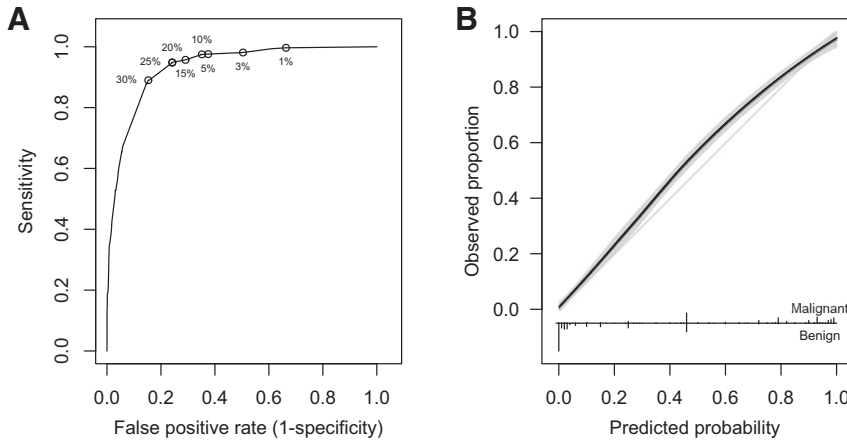 A
Sensitivity
1.0
0.8
0.6
0.4
0.2
0.0
10%
20%
25%
15%
5%
3%
1%
30%
0.0 0.2 0.4 0.6 0.8 1.0
False positive rate (1-specificity)
B
Observed proportion
1.0
0.8
0.6
0.4
0.2
0.0
Malignant
Benign
0.0 0.2 0.4 0.6 0.8 1.0
Predicted probability